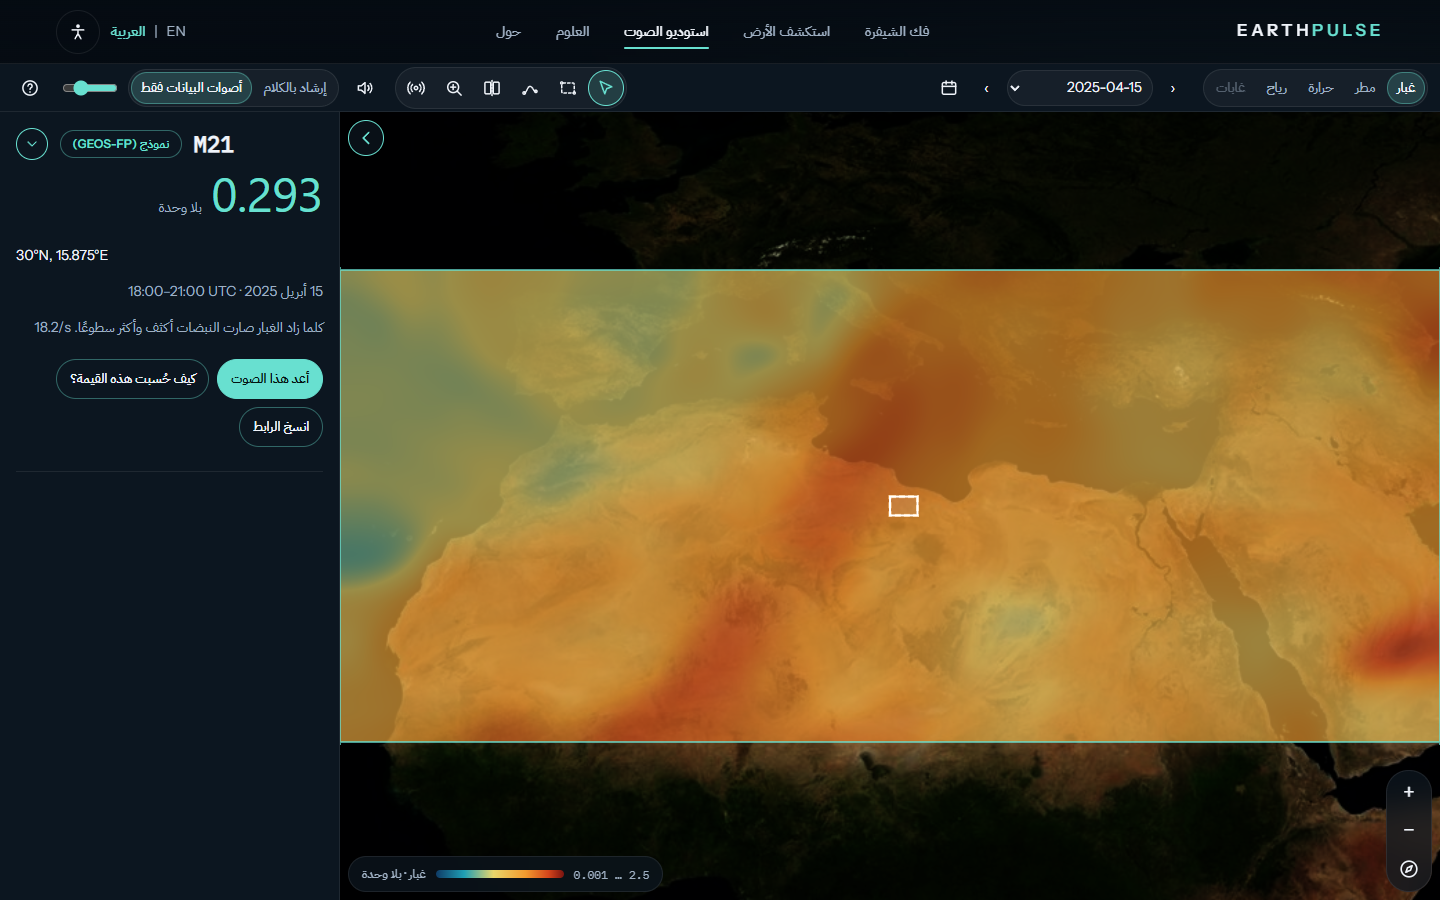 EARTHPULSE
فك الشيفرة
استكشف الأرض
استوديو الصوت
العلوم
حول
العربية | EN
غبار
مطر
حرارة
رياح
غابات
2025-04-15
إرشاد بالكلام
أصوات البيانات فقط
M21
نموذج (GEOS-FP)
0.293 بلا وحدة
30°N, 15.875°E
15 أبريل 2025 · 18:00–21:00 UTC
كلما زاد الغبار صارت النبضات أكثف وأكثر سطوعًا. 18.2/s
أعد هذا الصوت
كيف حُسبت هذه القيمة؟
انسخ الرابط
غبار · بلا وحدة
0.001 … 2.5